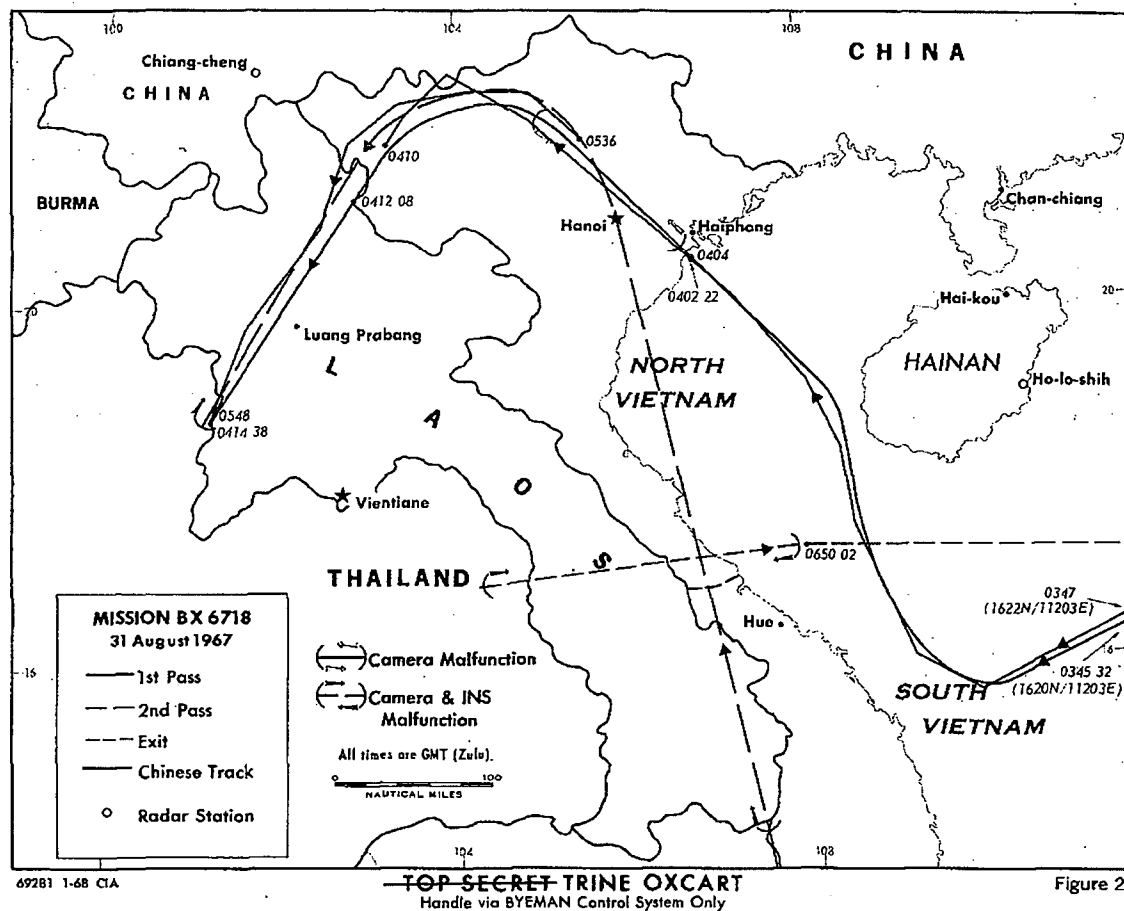 100
104
108
Chiang-cheng
CHINA
CHINA
0536
0410
BURMA
0412 08
Chan-chiang
Hanoi
Haiphong
0404
0402 22
20
Hai-kou
Luang Prabang
HAINAN
NORTH
VIETNAM
Ho-lo-shih
L
A
O
S
0548
0414 38
Vientiane
THAILAND
0650 02
0347
(1622N/11203E)
Hue
16
16
0345 32
(1620N/11203E)
SOUTH
VIETNAM
MISSION BX 6718
31 August 1967
1st Pass
2nd Pass
Exit
Chinese Track
Radar Station
Camera Malfunction
Camera & INS
Malfunction
All times are GMT (Zulu).
0 100
NAUTICAL MILES
104
69281 1-68 CIA
TOP SECRET TRINE OXCART
Handle via BYEMAN Control System Only
Figure 2